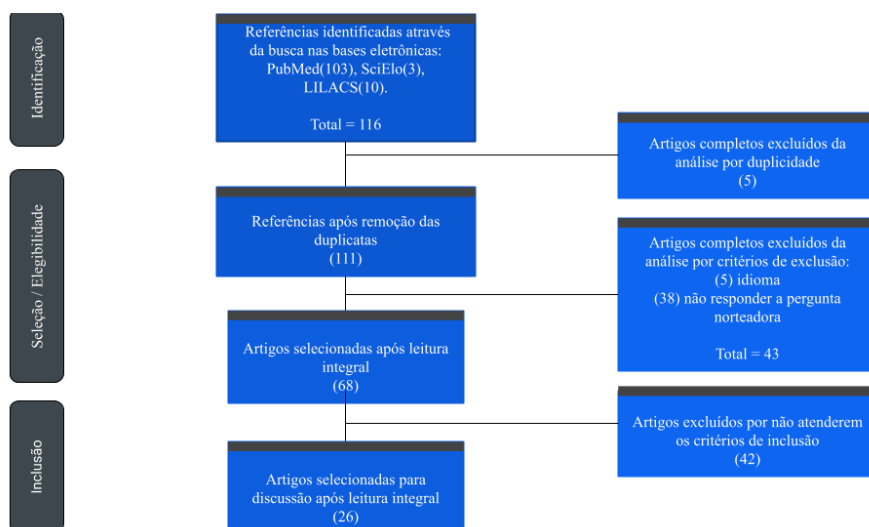 Identificação
Referências identificadas através
da busca nas bases eletrônicas:
PubMed(103), SciElo(3),
LILACS(10).
Total = 116
Artigos completos excluídos da
análise por duplicidade
(5)
Seleção / Elegibilidade
Referências após remoção das
duplicatas
(111)
Artigos completos excluídos da
análise por critérios de exclusão:
(5) idioma
(38) não responder a pergunta
norteadora
Total = 43
Artigos selecionadas após leitura
integral
(68)
Artigos excluídos por não atenderem
os critérios de inclusão
(42)
Inclusão
Artigos selecionadas para
discussão após leitura integral
(26)